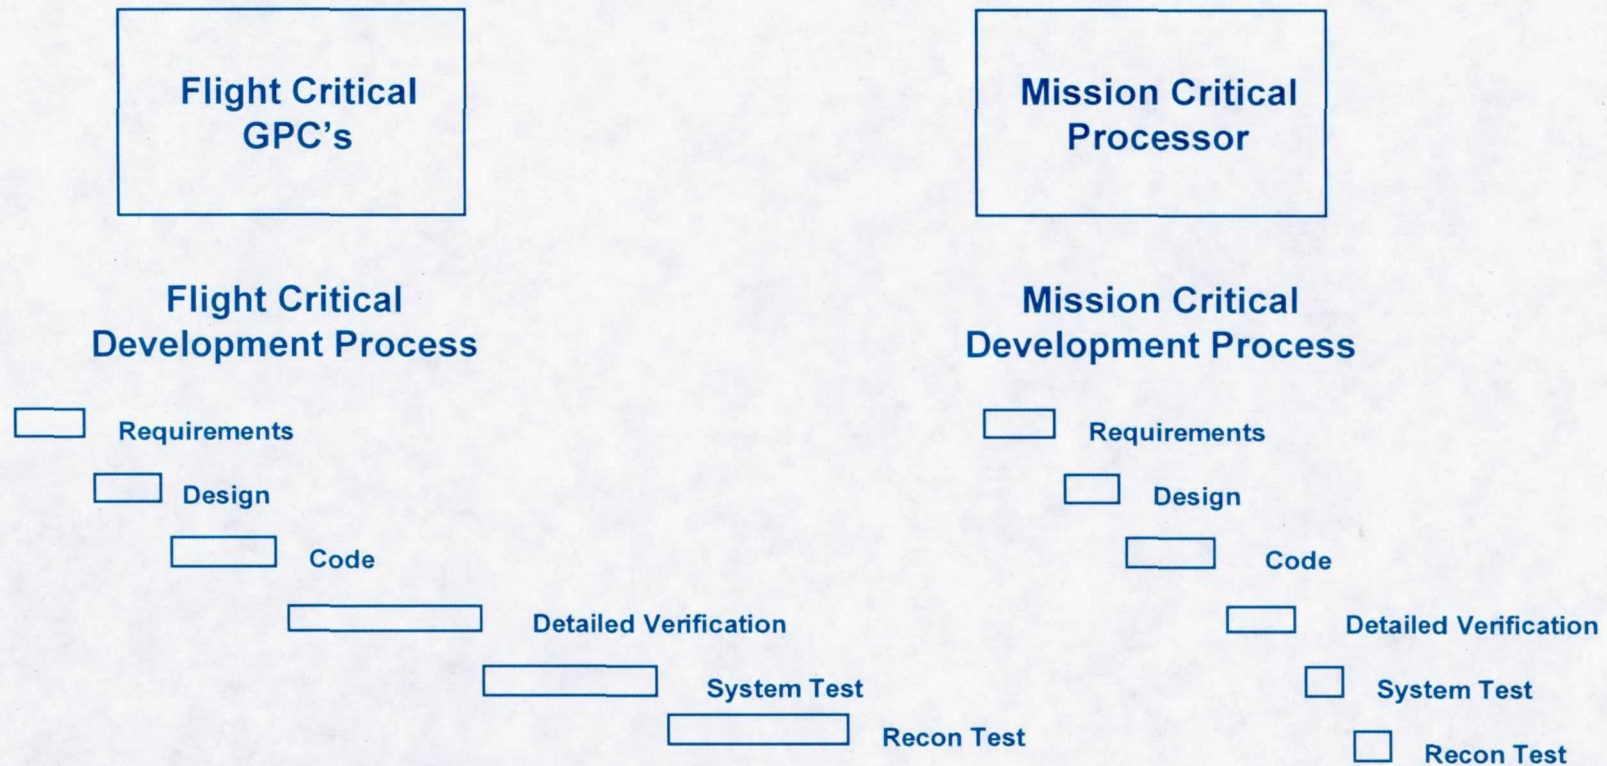 Flight Critical
GPC's
Mission Critical
Processor
Flight Critical
Development Process
Requirements
Design
Code
Detailed Verification
System Test
Recon Test
Mission Critical
Development Process
Requirements
Design
Code
Detailed Verification
System Test
Recon Test